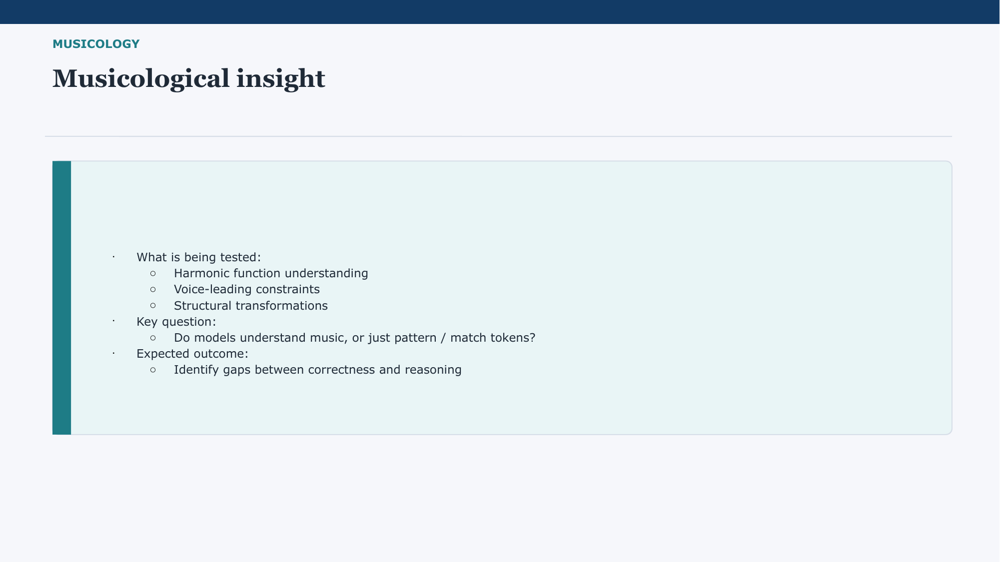 MUSICOLOGY
Musicological insight
· What is being tested:
○ Harmonic function understanding
○ Voice-leading constraints
○ Structural transformations
· Key question:
○ Do models understand music, or just pattern / match tokens?
· Expected outcome:
○ Identify gaps between correctness and reasoning